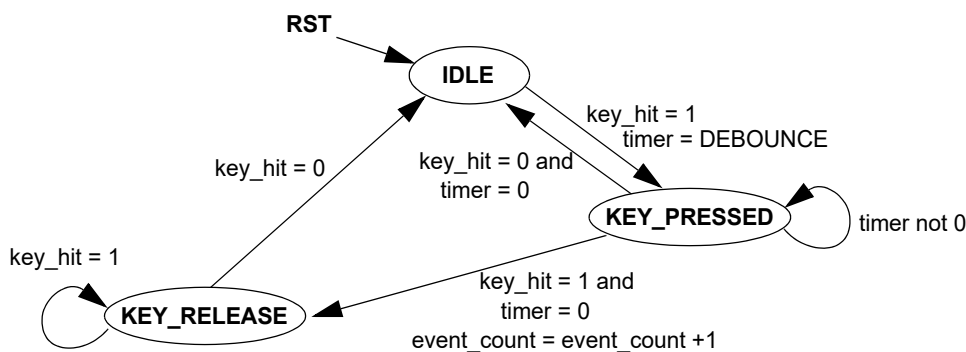 RST
IDLE
key_hit = 1
timer = DEBOUNCE
key_hit = 0 and
timer = 0
key_hit = 0
KEY_PRESSED
timer not 0
key_hit = 1
key_hit = 1 and
timer = 0
event_count = event_count +1
KEY_RELEASE